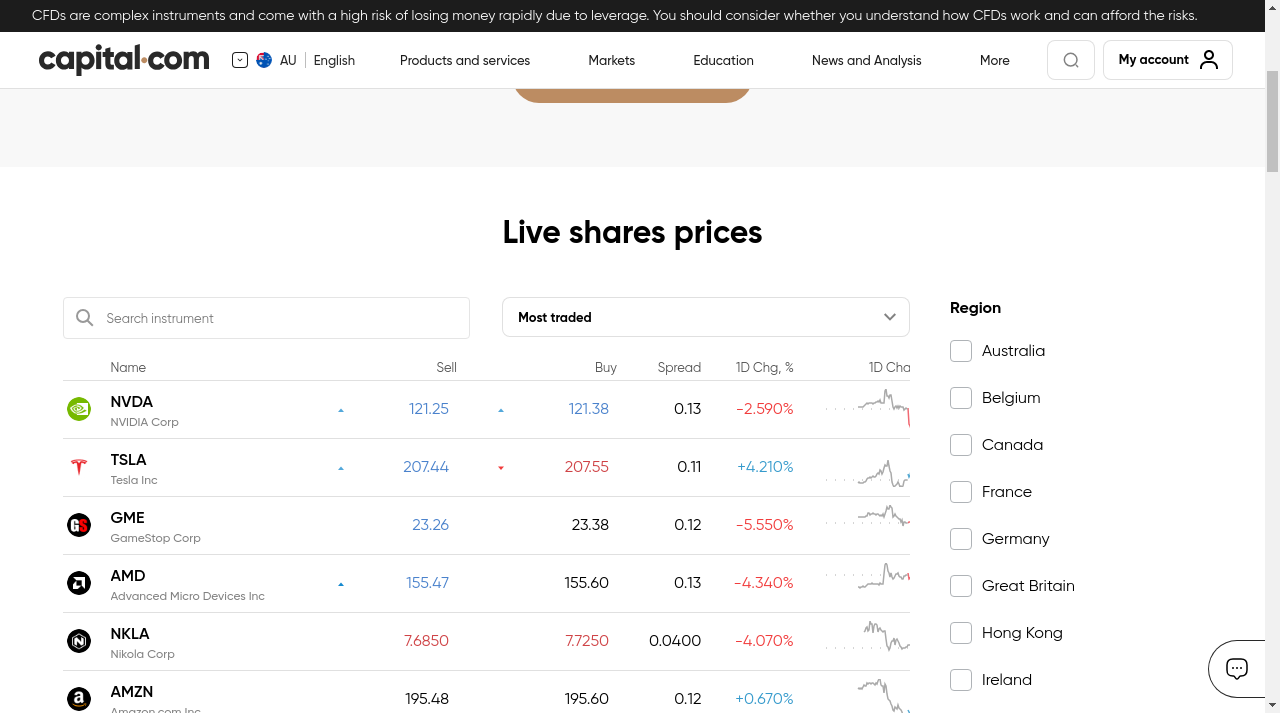 CFDs are complex instruments and come with a high risk of losing money rapidly due to leverage. You should consider whether you understand how CFDs work and can afford the risks.
capital.com AU English Products and services Markets Education News and Analysis More My account
Live shares prices
Search instrument
Most traded
Name Sell Buy Spread 1D Chg, % 1D Cha
NVDA 121.25 121.38 0.13 -2.590%
NVIDIA Corp
TSLA 207.44 207.55 0.11 +4.210%
Tesla Inc
GME 23.26 23.38 0.12 -5.550%
GameStop Corp
AMD 155.47 155.60 0.13 -4.340%
Advanced Micro Devices Inc
NKLA 7.6850 7.7250 0.0400 -4.070%
Nikola Corp
AMZN 195.48 195.60 0.12 +0.670%
Amazon.com Inc
Region
Australia
Belgium
Canada
France
Germany
Great Britain
Hong Kong
Ireland